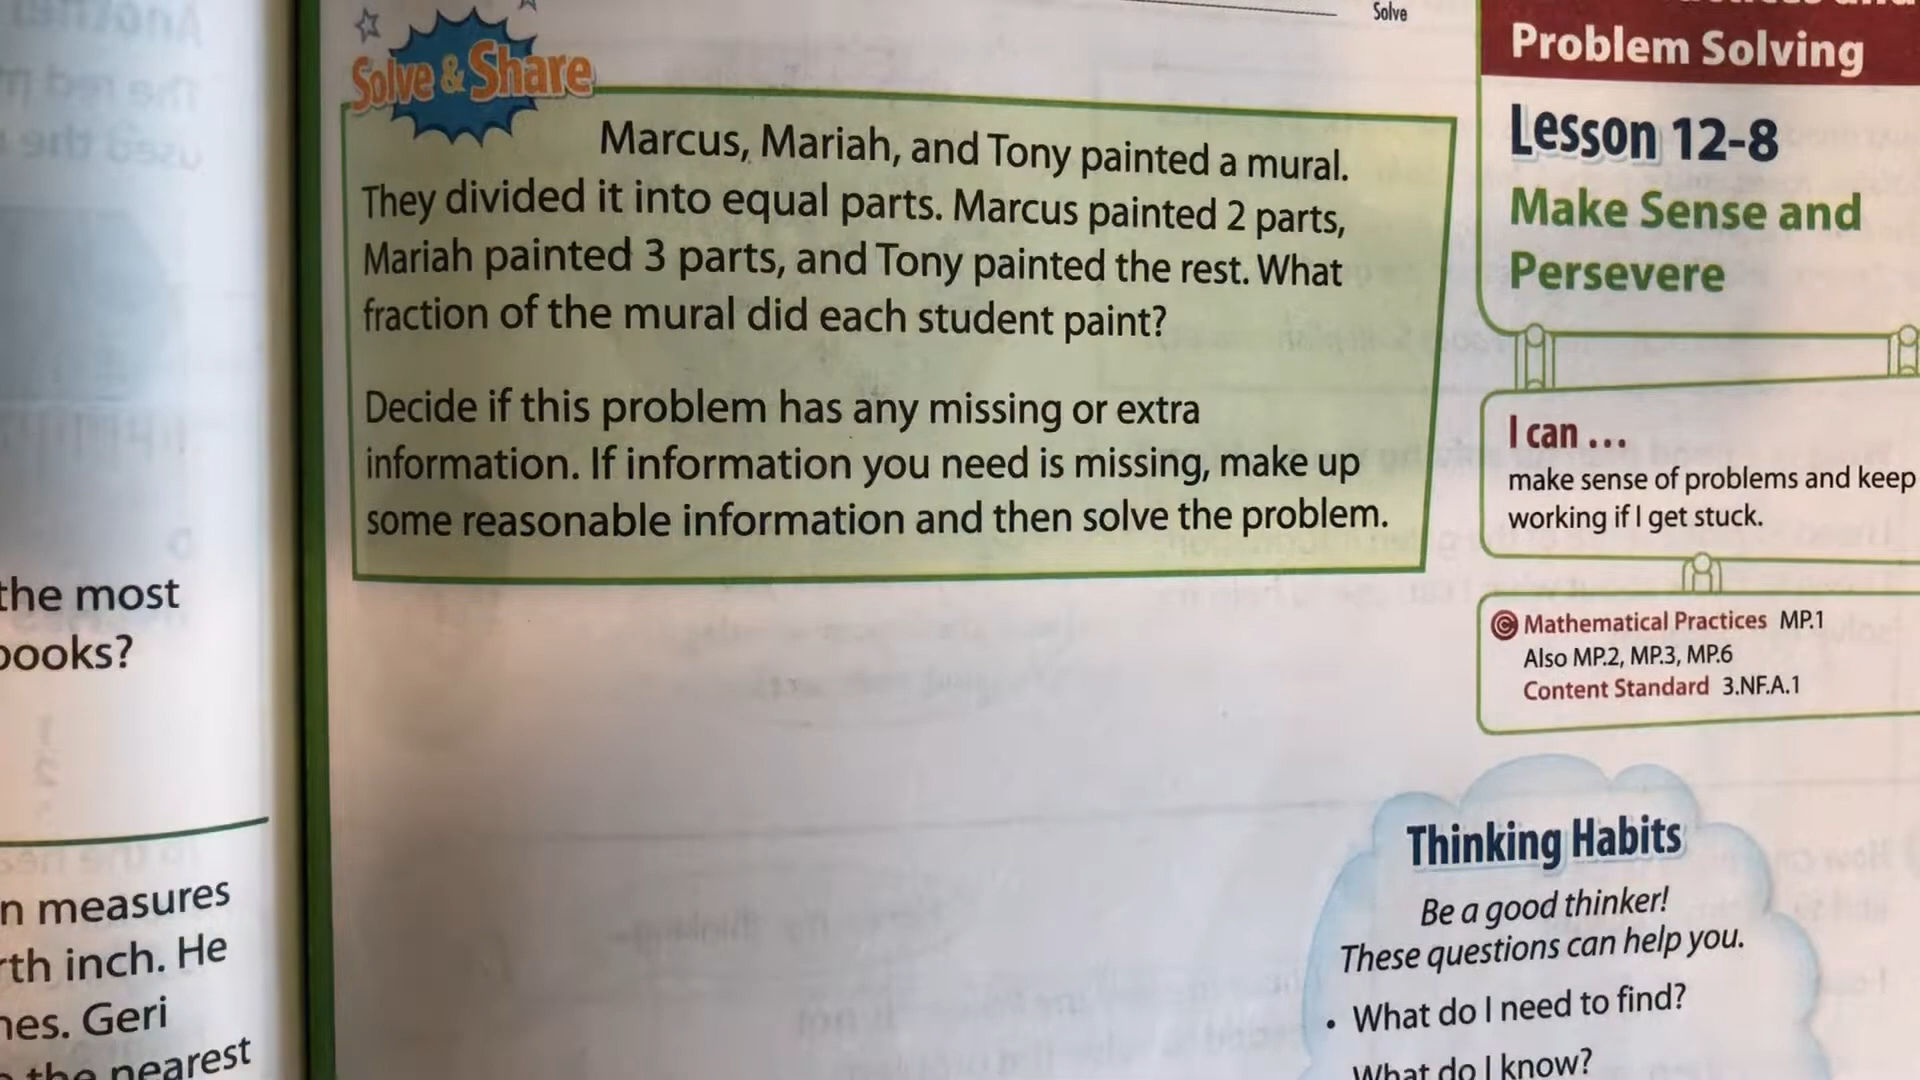 Solve
Solve & Share
Marcus, Mariah, and Tony painted a mural.
They divided it into equal parts. Marcus painted 2 parts,
Mariah painted 3 parts, and Tony painted the rest. What
fraction of the mural did each student paint?
Decide if this problem has any missing or extra
information. If information you need is missing, make up
some reasonable information and then solve the problem.
Problem Solving
Lesson 12-8
Make Sense and
Persevere
I can ...
make sense of problems and keep
working if I get stuck.
© Mathematical Practices MP.1
Also MP.2, MP.3, MP.6
Content Standard 3.NF.A.1
Thinking Habits
Be a good thinker!
These questions can help you.
• What do I need to find?
What do I know?
the most
books?
measures
inch. He
Geri
the nearest